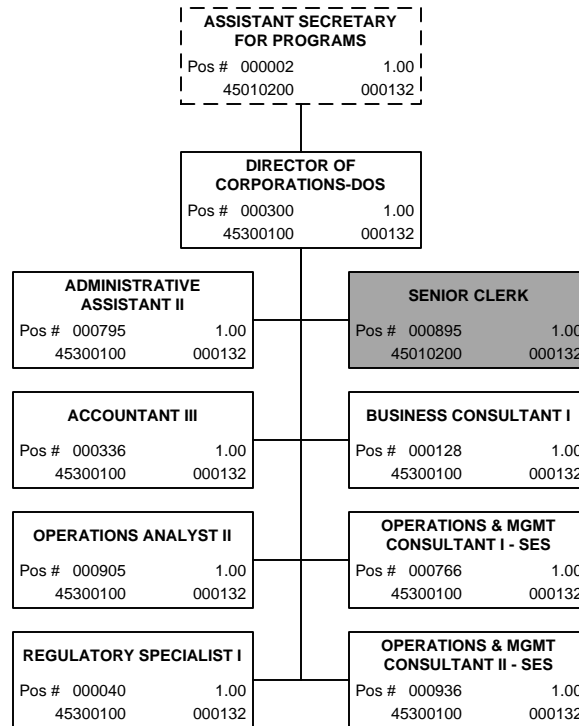 ASSISTANT SECRETARY
FOR PROGRAMS
Pos # 000002 1.00
45010200 000132
DIRECTOR OF
CORPORATIONS-DOS
Pos # 000300 1.00
45300100 000132
ADMINISTRATIVE
ASSISTANT II
Pos # 000795 1.00
45300100 000132
SENIOR CLERK
Pos # 000895 1.00
45010200 000132
ACCOUNTANT III
Pos # 000336 1.00
45300100 000132
BUSINESS CONSULTANT I
Pos # 000128 1.00
45300100 000132
OPERATIONS ANALYST II
Pos # 000905 1.00
45300100 000132
OPERATIONS & MGMT
CONSULTANT I - SES
Pos # 000766 1.00
45300100 000132
REGULATORY SPECIALIST I
Pos # 000040 1.00
45300100 000132
OPERATIONS & MGMT
CONSULTANT II - SES
Pos # 000936 1.00
45300100 000132